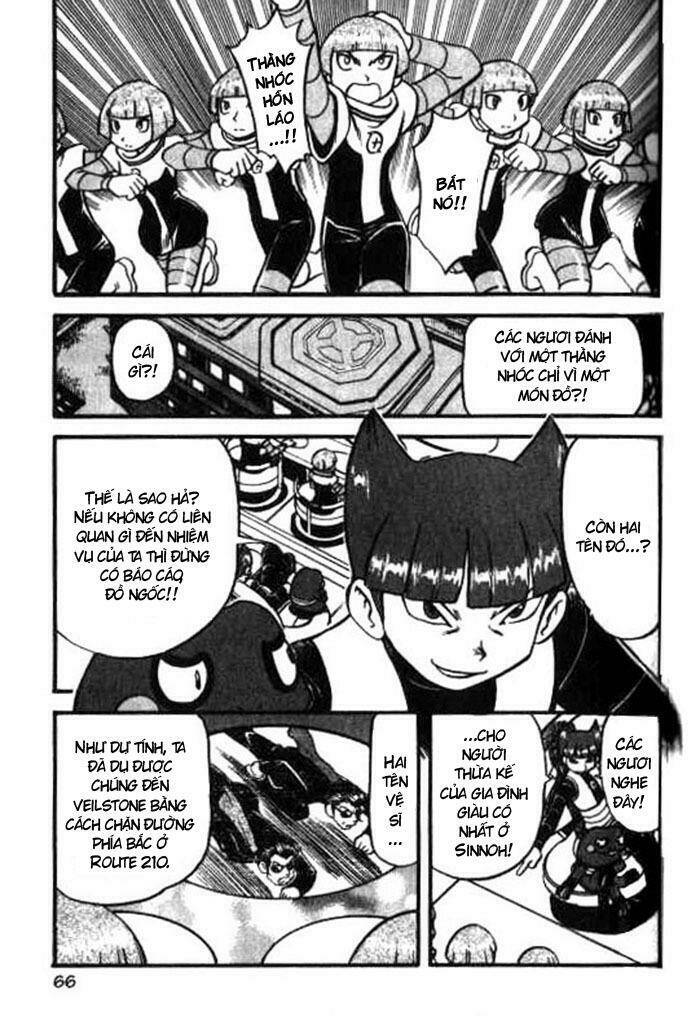 THẰNG
NHÓC
HỒN
LÁO
...!!
BẮT
NÓ!!
CÁC NGƯƠI ĐÁNH
VỚI MỘT THẰNG
NHÓC CHỈ VÌ MỘT
MÓN ĐỒ?!
CÁI
GÌ?!
CÒN HAI
TÊN ĐÓ...?
THẾ LÀ SAO HẢ?
NẾU KHÔNG CÓ LIÊN
QUAN GÌ ĐẾN NHIỆM
VỤ CỦA TA THÌ ĐỪNG
CÓ BÁO CÁQ
ĐỒ NGỐC!!
CÁC
NGƯƠI
NGHE
ĐÂY!
...CHO
NGƯỜI
THỪA KẾ
CỦA GIA ĐÌNH
GIÀU CÓ
NHẤT Ở
SINNOH!
HAI
TÊN
VỆ
SĨ
...
NHƯ DỰ TÍNH, TA
ĐÃ DỤ ĐƯỢC
CHÚNG ĐẾN
VEILSTONE BẰNG
CÁCH CHẶN ĐƯỜNG
PHÍA BẮC Ở
ROUTE 210.
66